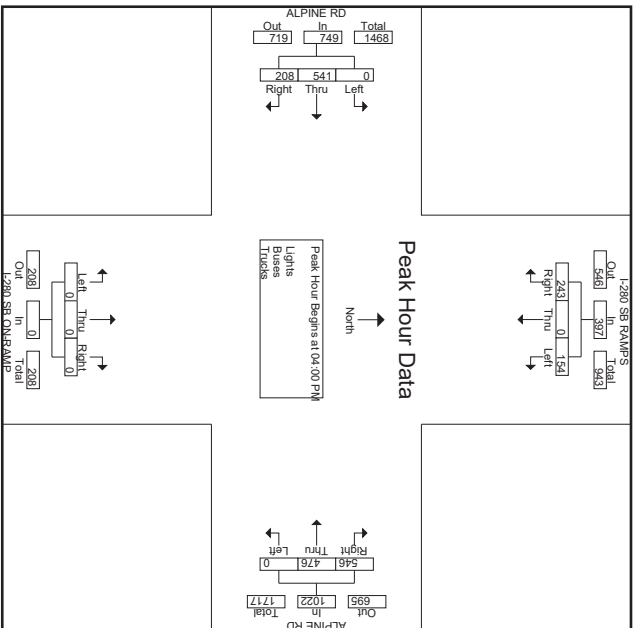 ALPINE RD
Out In Total
719 749 1468
208 541 0
Right Thru Left
I-280 SB RAMPS
Out In Total
546 397 943
243 0 154
Right Thru Left
Peak Hour Data
North
Peak Hour Begins at 04:00 PM
Lights
Buses
Trucks
Left Thru Right
0 0 0
Out In Total
208 0 208
I-280 SB ON-RAMP
Left Thru Right
0 476 546
Total In Out
1717 1022 695
ALPINE RD